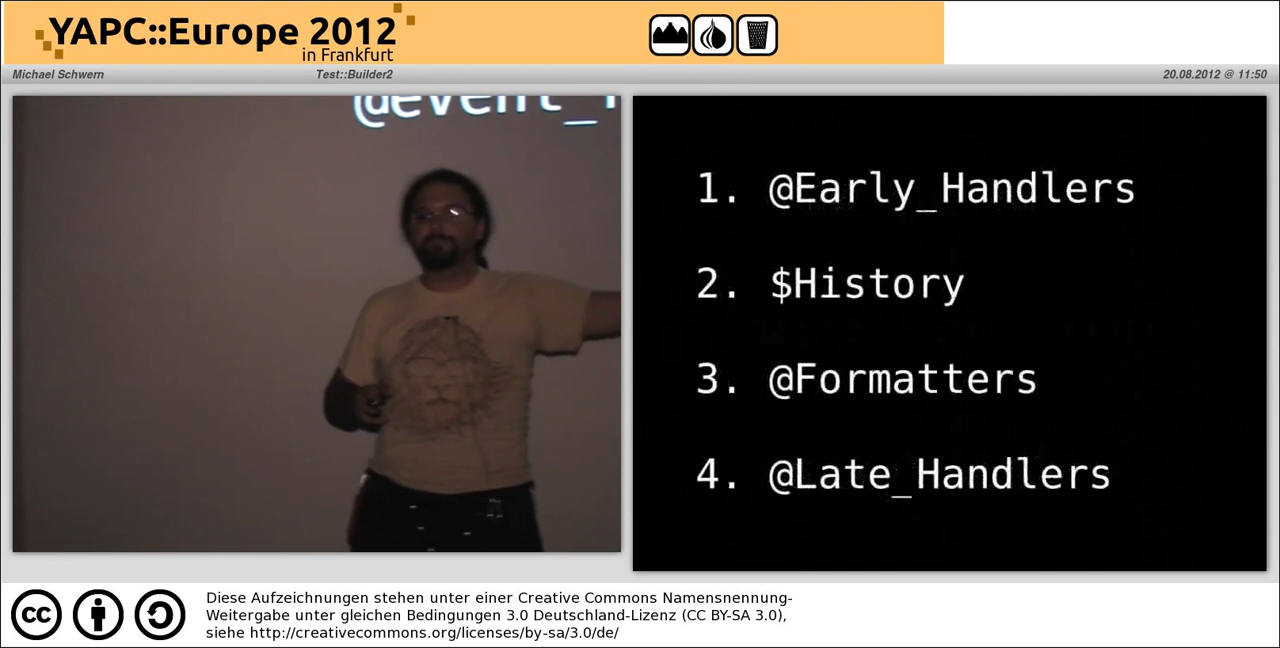 YAPC::Europe 2012
in Frankfurt
Michael Schwern Test::Builder2 20.08.2012 @ 11:50
@event_
1. @Early_Handlers
2. $History
3. @Formatters
4. @Late_Handlers
cc
Diese Aufzeichnungen stehen unter einer Creative Commons Namensnennung-
Weitergabe unter gleichen Bedingungen 3.0 Deutschland-Lizenz (CC BY-SA 3.0),
siehe http://creativecommons.org/licenses/by-sa/3.0/de/